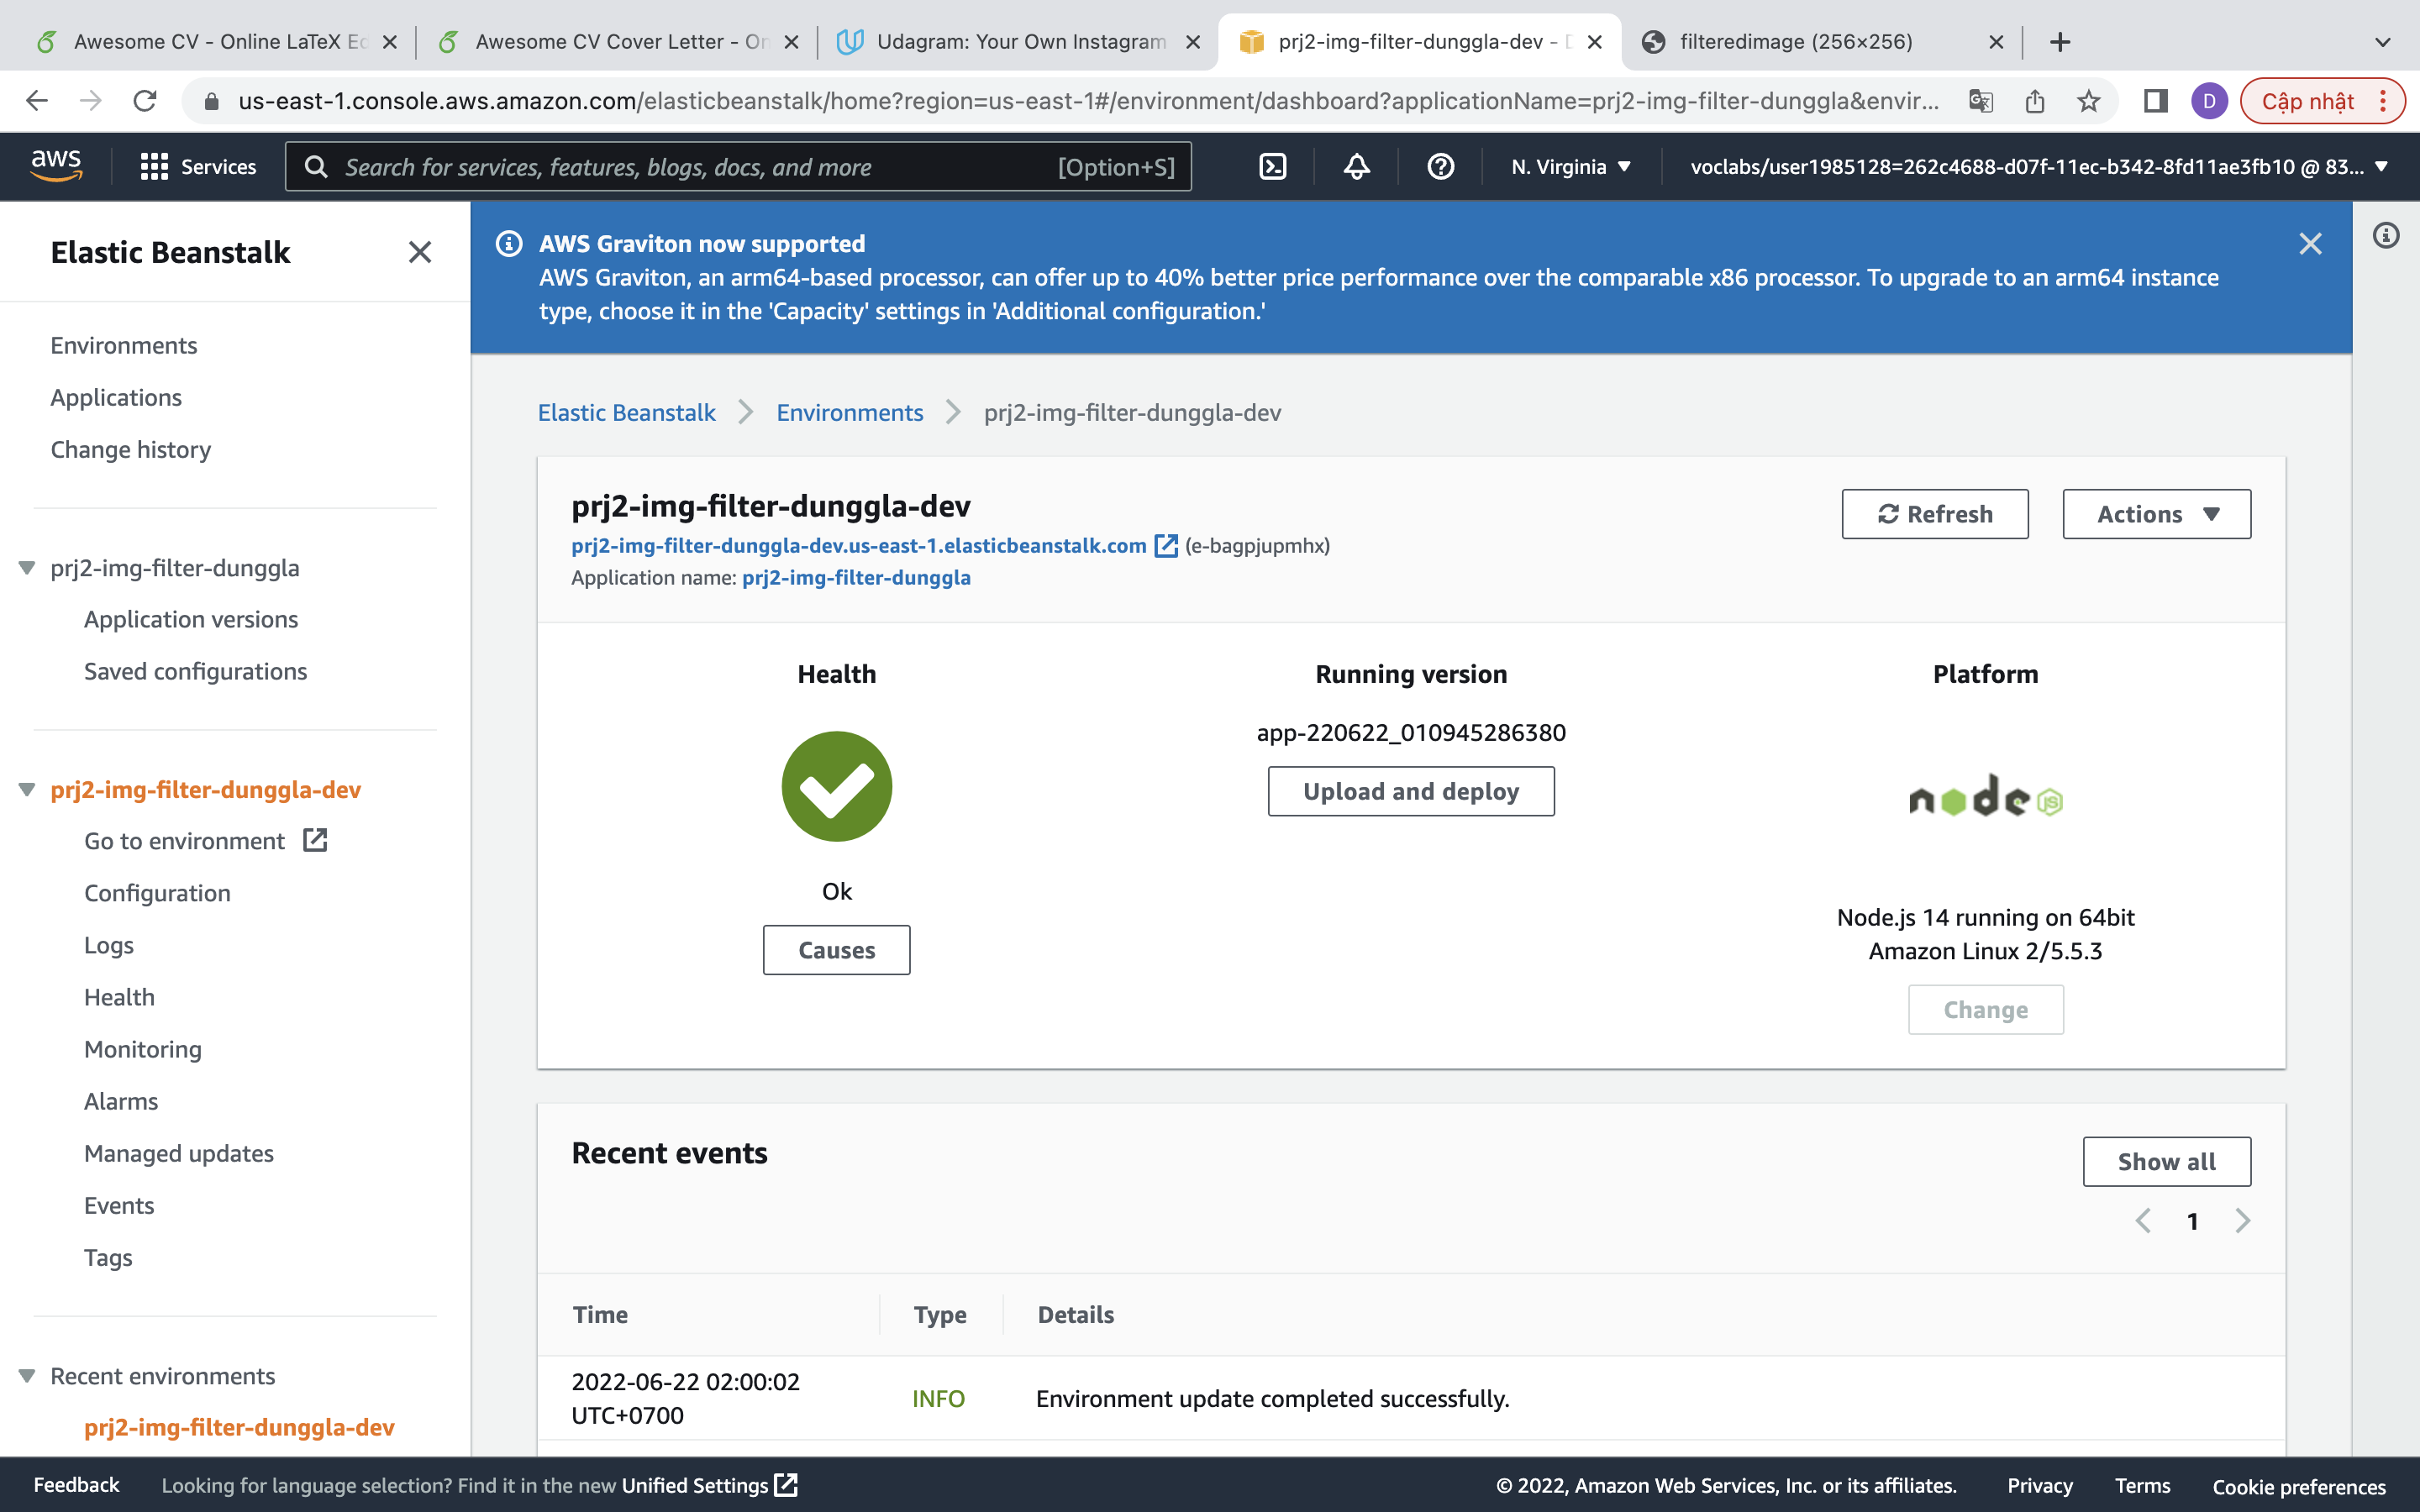 Awesome CV - Online LaTeX Ed
Awesome CV Cover Letter - On
Udagram: Your Own Instagram
prj2-img-filter-dunggla-dev -
filteredimage (256×256)
us-east-1.console.aws.amazon.com/elasticbeanstalk/home?region=us-east-1#/environment/dashboard?applicationName=prj2-img-filter-dunggla&envir...
D
Cập nhật
aws
Services
Search for services, features, blogs, docs, and more
[Option+S]
N. Virginia
voclabs/user1985128=262c4688-d07f-11ec-b342-8fd11ae3fb10 @ 83...
Elastic Beanstalk
Environments
Applications
Change history
prj2-img-filter-dunggla
Application versions
Saved configurations
prj2-img-filter-dunggla-dev
Go to environment
Configuration
Logs
Health
Monitoring
Alarms
Managed updates
Events
Tags
Recent environments
prj2-img-filter-dunggla-dev
AWS Graviton now supported
AWS Graviton, an arm64-based processor, can offer up to 40% better price performance over the comparable x86 processor. To upgrade to an arm64 instance
type, choose it in the 'Capacity' settings in 'Additional configuration.'
Elastic Beanstalk
Environments
prj2-img-filter-dunggla-dev
prj2-img-filter-dunggla-dev
prj2-img-filter-dunggla-dev.us-east-1.elasticbeanstalk.com (e-bagpjupmhx)
Application name: prj2-img-filter-dunggla
Refresh
Actions
Health
Ok
Causes
Running version
app-220622_010945286380
Upload and deploy
Platform
node JS
Node.js 14 running on 64bit
Amazon Linux 2/5.5.3
Change
Recent events
Show all
1
Time
Type
Details
2022-06-22 02:00:02
UTC+0700
INFO
Environment update completed successfully.
Feedback
Looking for language selection? Find it in the new Unified Settings
© 2022, Amazon Web Services, Inc. or its affiliates.
Privacy
Terms
Cookie preferences